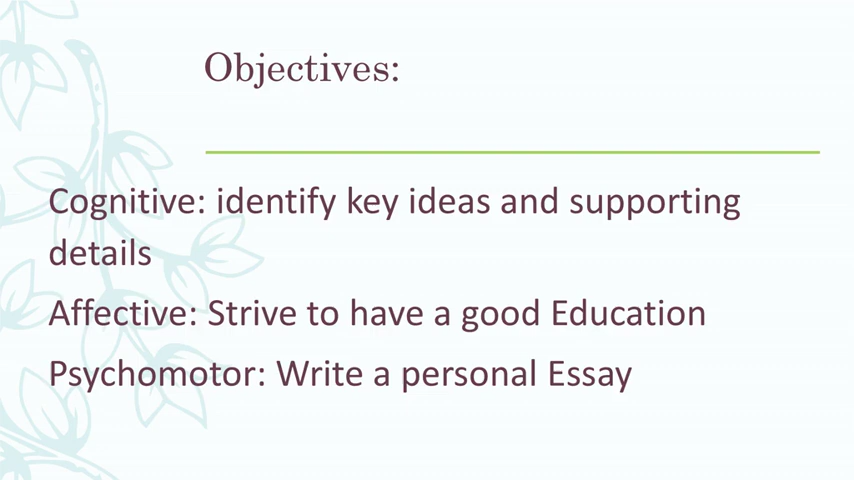 Objectives:
Cognitive: identify key ideas and supporting
details
Affective: Strive to have a good Education
Psychomotor: Write a personal Essay